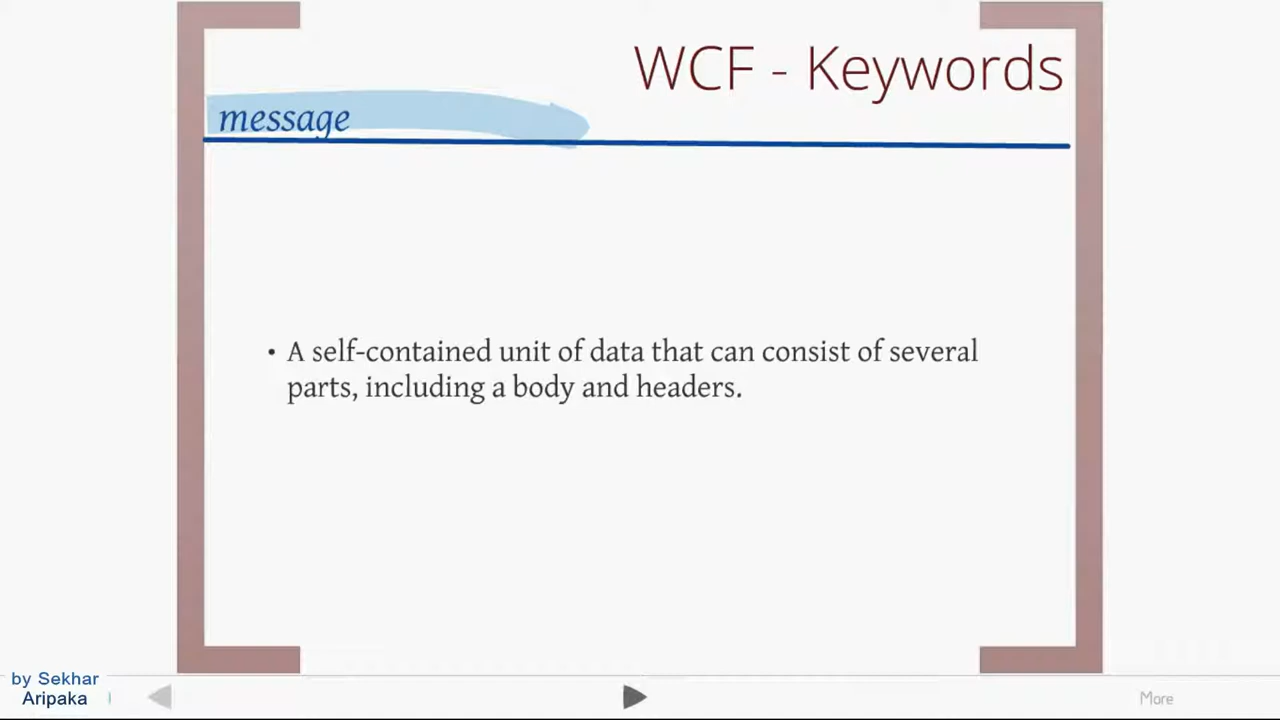 WCF - Keywords
message
• A self-contained unit of data that can consist of several
parts, including a body and headers.
by Sekhar
Aripaka
More